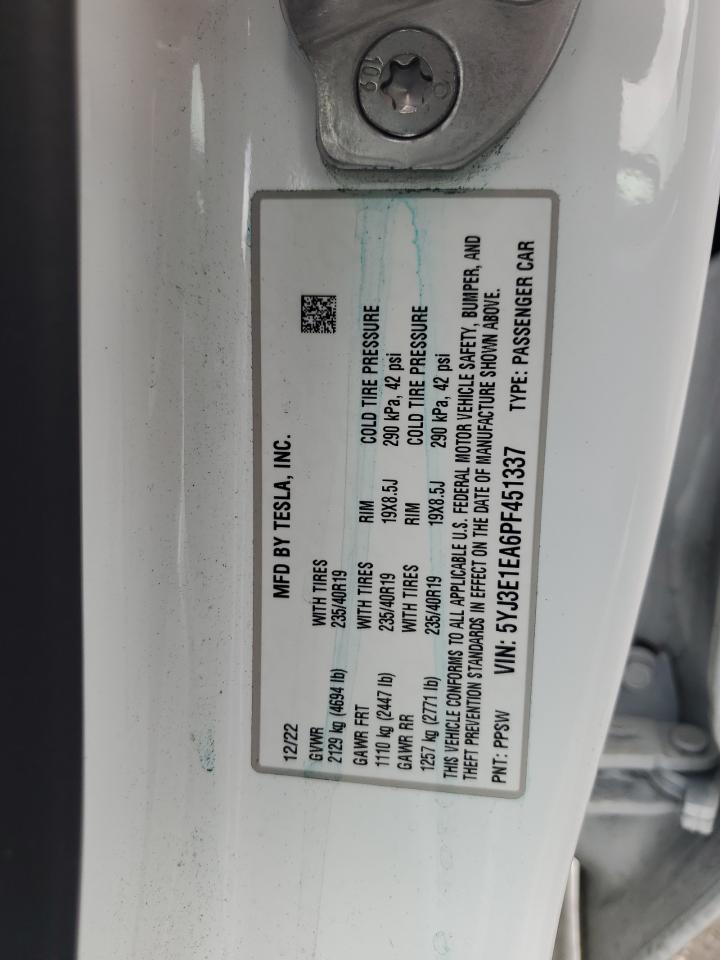 10.9
12/22 MFD BY TESLA, INC.
GVWR WITH TIRES
2129 kg (4694 lb) 235/40R19
GAWR FRT WITH TIRES RIM COLD TIRE PRESSURE
1110 kg (2447 lb) 235/40R19 19X8.5J 290 kPa, 42 psi
GAWR RR WITH TIRES RIM COLD TIRE PRESSURE
1257 kg (2771 lb) 235/40R19 19X8.5J 290 kPa, 42 psi
THIS VEHICLE CONFORMS TO ALL APPLICABLE U.S. FEDERAL MOTOR VEHICLE SAFETY, BUMPER, AND
THEFT PREVENTION STANDARDS IN EFFECT ON THE DATE OF MANUFACTURE SHOWN ABOVE.
PNT: PPSW VIN: 5YJ3E1EA6PF451337 TYPE: PASSENGER CAR